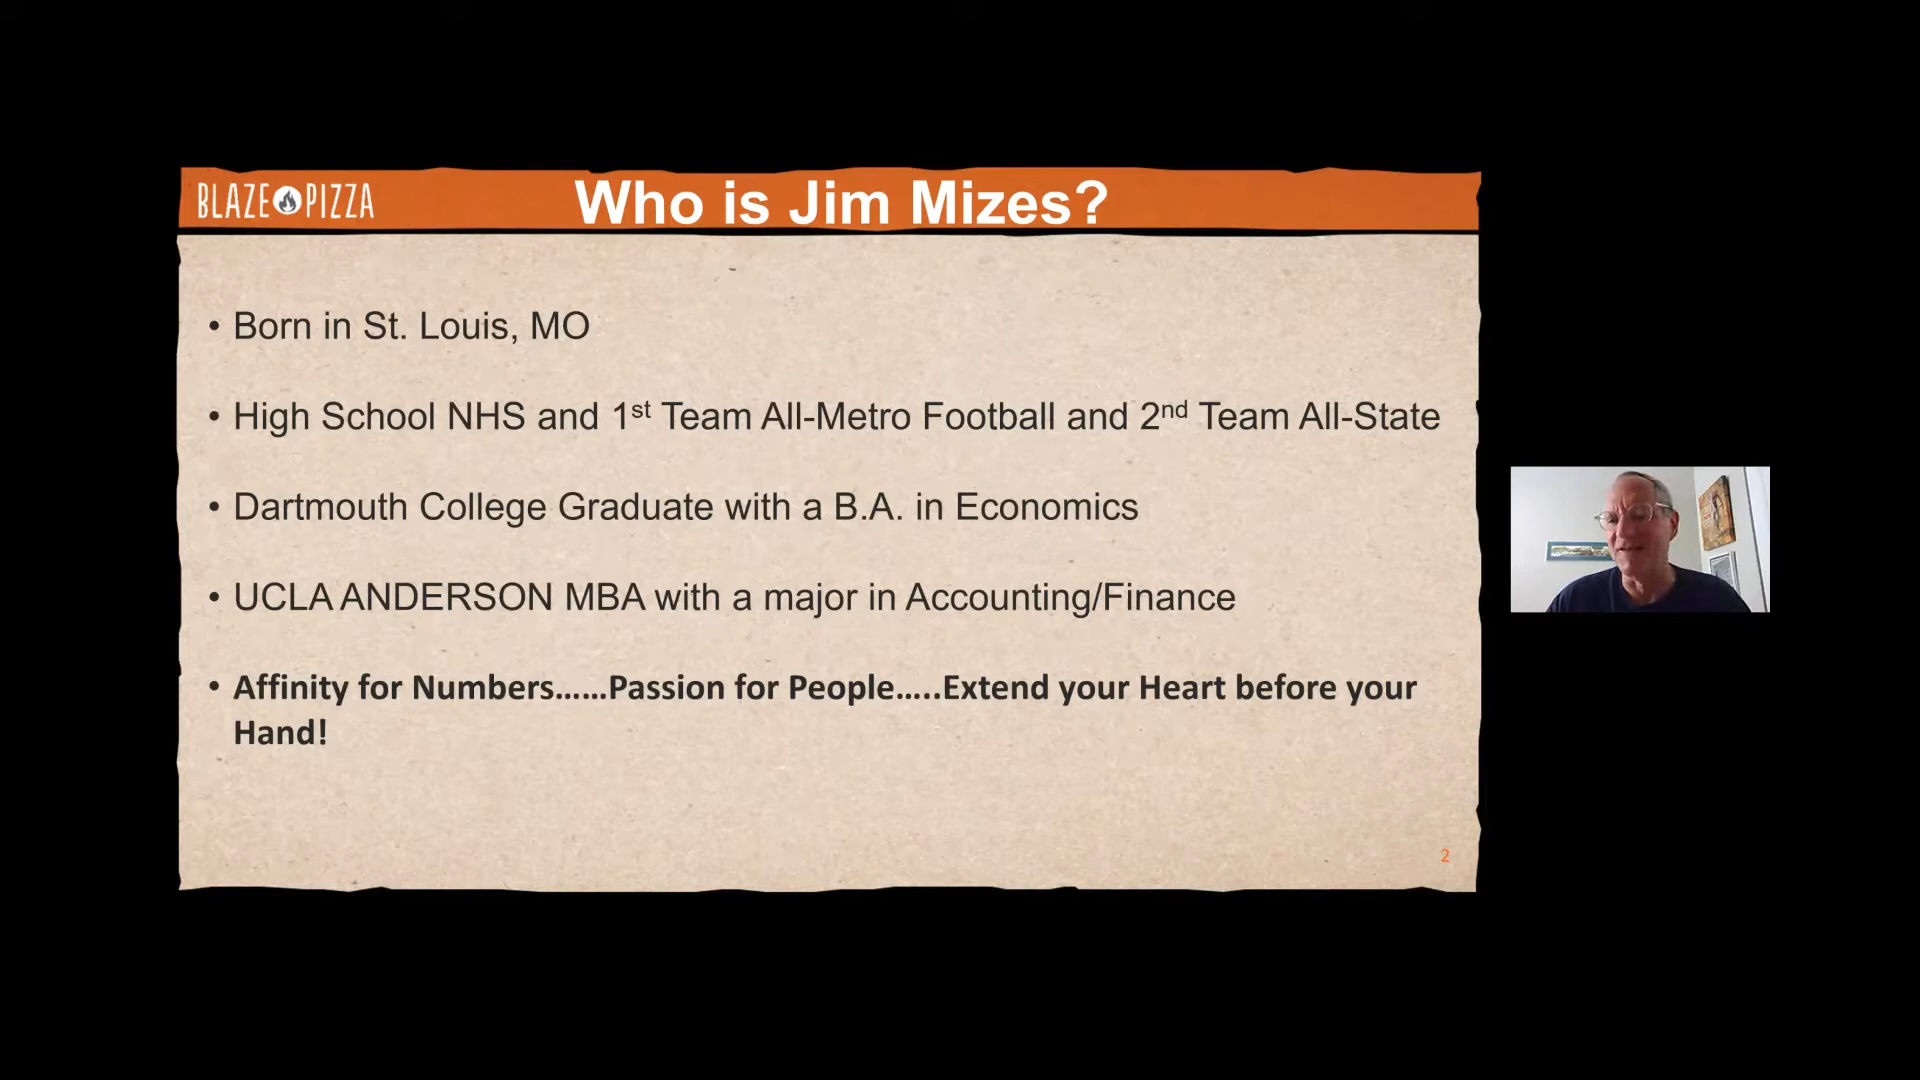 BLAZE PIZZA
Who is Jim Mizes?
• Born in St. Louis, MO
• High School NHS and 1st Team All-Metro Football and 2nd Team All-State
• Dartmouth College Graduate with a B.A. in Economics
• UCLA ANDERSON MBA with a major in Accounting/Finance
• Affinity for Numbers……Passion for People…..Extend your Heart before your
Hand!
2